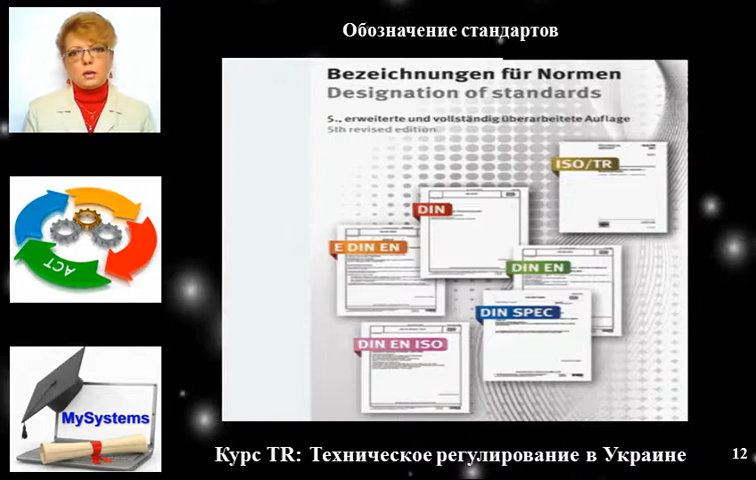 Обозначение стандартов
Bezeichnungen für Normen
Designation of standards
5., erweiterte und vollständig überarbeitete Auflage
5th revised edition
ISO/TR
DIN
E DIN EN
DIN EN
DIN SPEC
DIN EN ISO
ACT
MySystems
Курс TR: Техническое регулирование в Украине
12